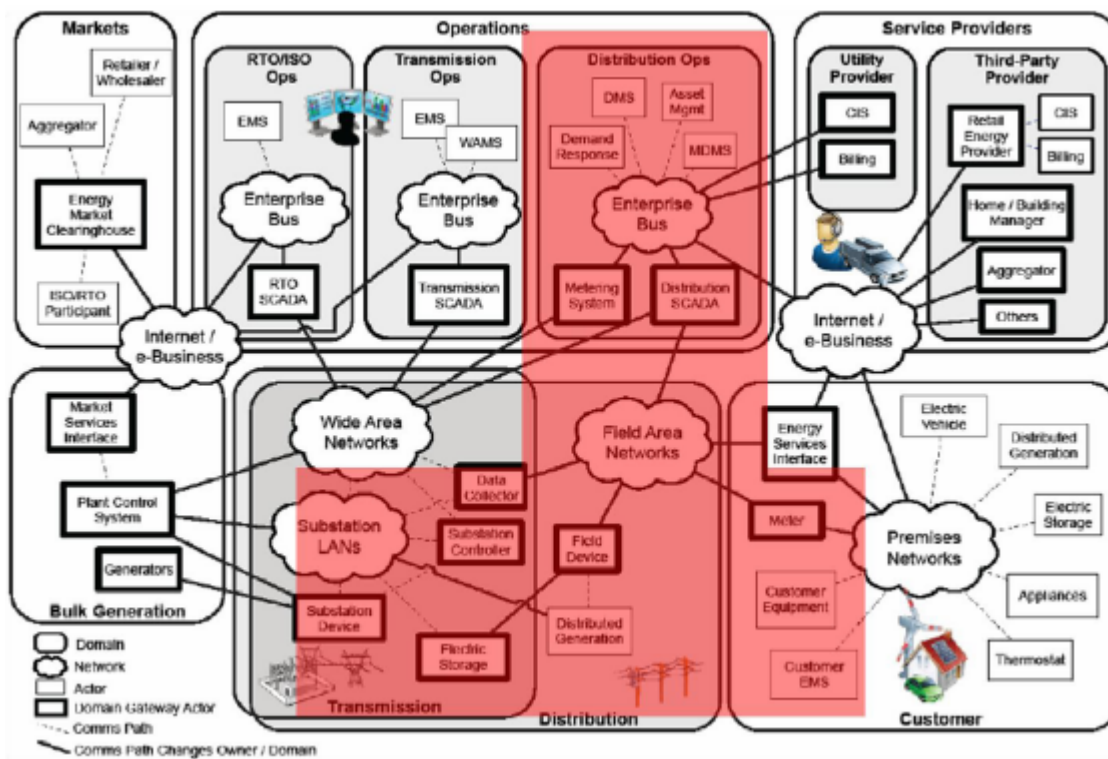 Markets
Retailer /
Wholesaler
Aggregator
Energy
Market
Clearinghouse
ISO/RTO
Participant
Operations
RTO/ISO
Ops
EMS
Enterprise
Bus
RTO
SCADA
Transmission
Ops
EMS
WAMS
Enterprise
Bus
Transmission
SCADA
Distribution Ops
DMS
Asset
Mgmt
Demand
Response
MDMS
Enterprise
Bus
Metering
System
Distribution
SCADA
Service Providers
Utility
Provider
CIS
Billing
Third-Party
Provider
Retail
Energy
Provider
CIS
Billing
Home / Building
Manager
Aggregator
Others
Internet /
e-Business
Internet /
e-Business
Market
Services
Interface
Plant Control
System
Generators
Bulk Generation
Wide Area
Networks
Substation
LANs
Data
Collector
Substation
Controller
Substation
Device
Electric
Storage
Transmission
Field Area
Networks
Field
Device
Distributed
Generation
Distribution
Energy
Services
Interface
Meter
Customer
Equipment
Customer
EMS
Premises
Networks
Electric
Vehicle
Distributed
Generation
Electric
Storage
Appliances
Thermostat
Customer
Domain
Network
Actor
Domain Gateway Actor
Comms Path
Comms Path Changes Owner / Domain